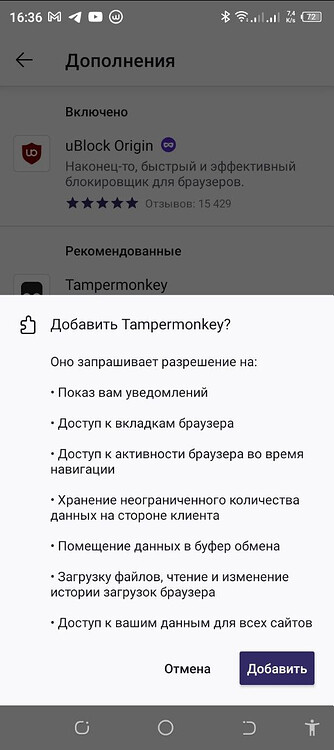 16:36
7,4
К/s
72
Дополнения
Включено
uBlock Origin
Наконец-то, быстрый и эффективный
блокировщик для браузеров.
Отзывов: 15 429
Рекомендованные
Tampermonkey
Добавить Tampermonkey?
Оно запрашивает разрешение на:
• Показ вам уведомлений
• Доступ к вкладкам браузера
• Доступ к активности браузера во время
навигации
• Хранение неограниченного количества
данных на стороне клиента
• Помещение данных в буфер обмена
• Загрузку файлов, чтение и изменение
истории загрузок браузера
• Доступ к вашим данным для всех сайтов
Отмена
Добавить